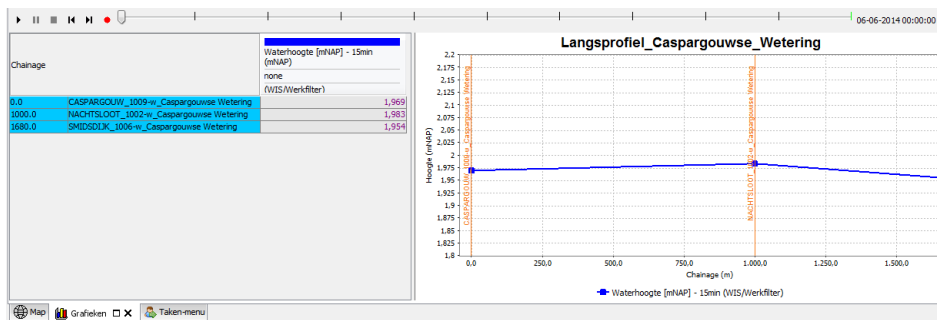 06-06-2014 00:00:00
Chainage
Waterhoogte [mNAP] - 15min
(mNAP)
none
(WIS/Werkfilter)
0.0 CASPARGOUW_1009-w_Caspargouwse Wetering 1,969
1000.0 NACHTSLOOT_1002-w_Caspargouwse Wetering 1,983
1680.0 SMIDSDIJK_1006-w_Caspargouwse Wetering 1,954
Langsprofiel_Caspargouwse_Wetering
Hoogte (mNAP)
2,2
2,175
2,15
2,125
2,1
2,075
2,05
2,025
2
1,975
1,95
1,925
1,9
1,875
1,85
1,825
1,8
CASPARGOUW_1009-w_Caspargouwse Wetering
NACHTSLOOT_1002-w_Caspargouwse Wetering
0.0 250.0 500.0 750.0 1.000.0 1.250.0 1.500.0
Chainage (m)
Waterhoogte [mNAP] - 15min (WIS/Werkfilter)
Map Grafieken Taken-menu